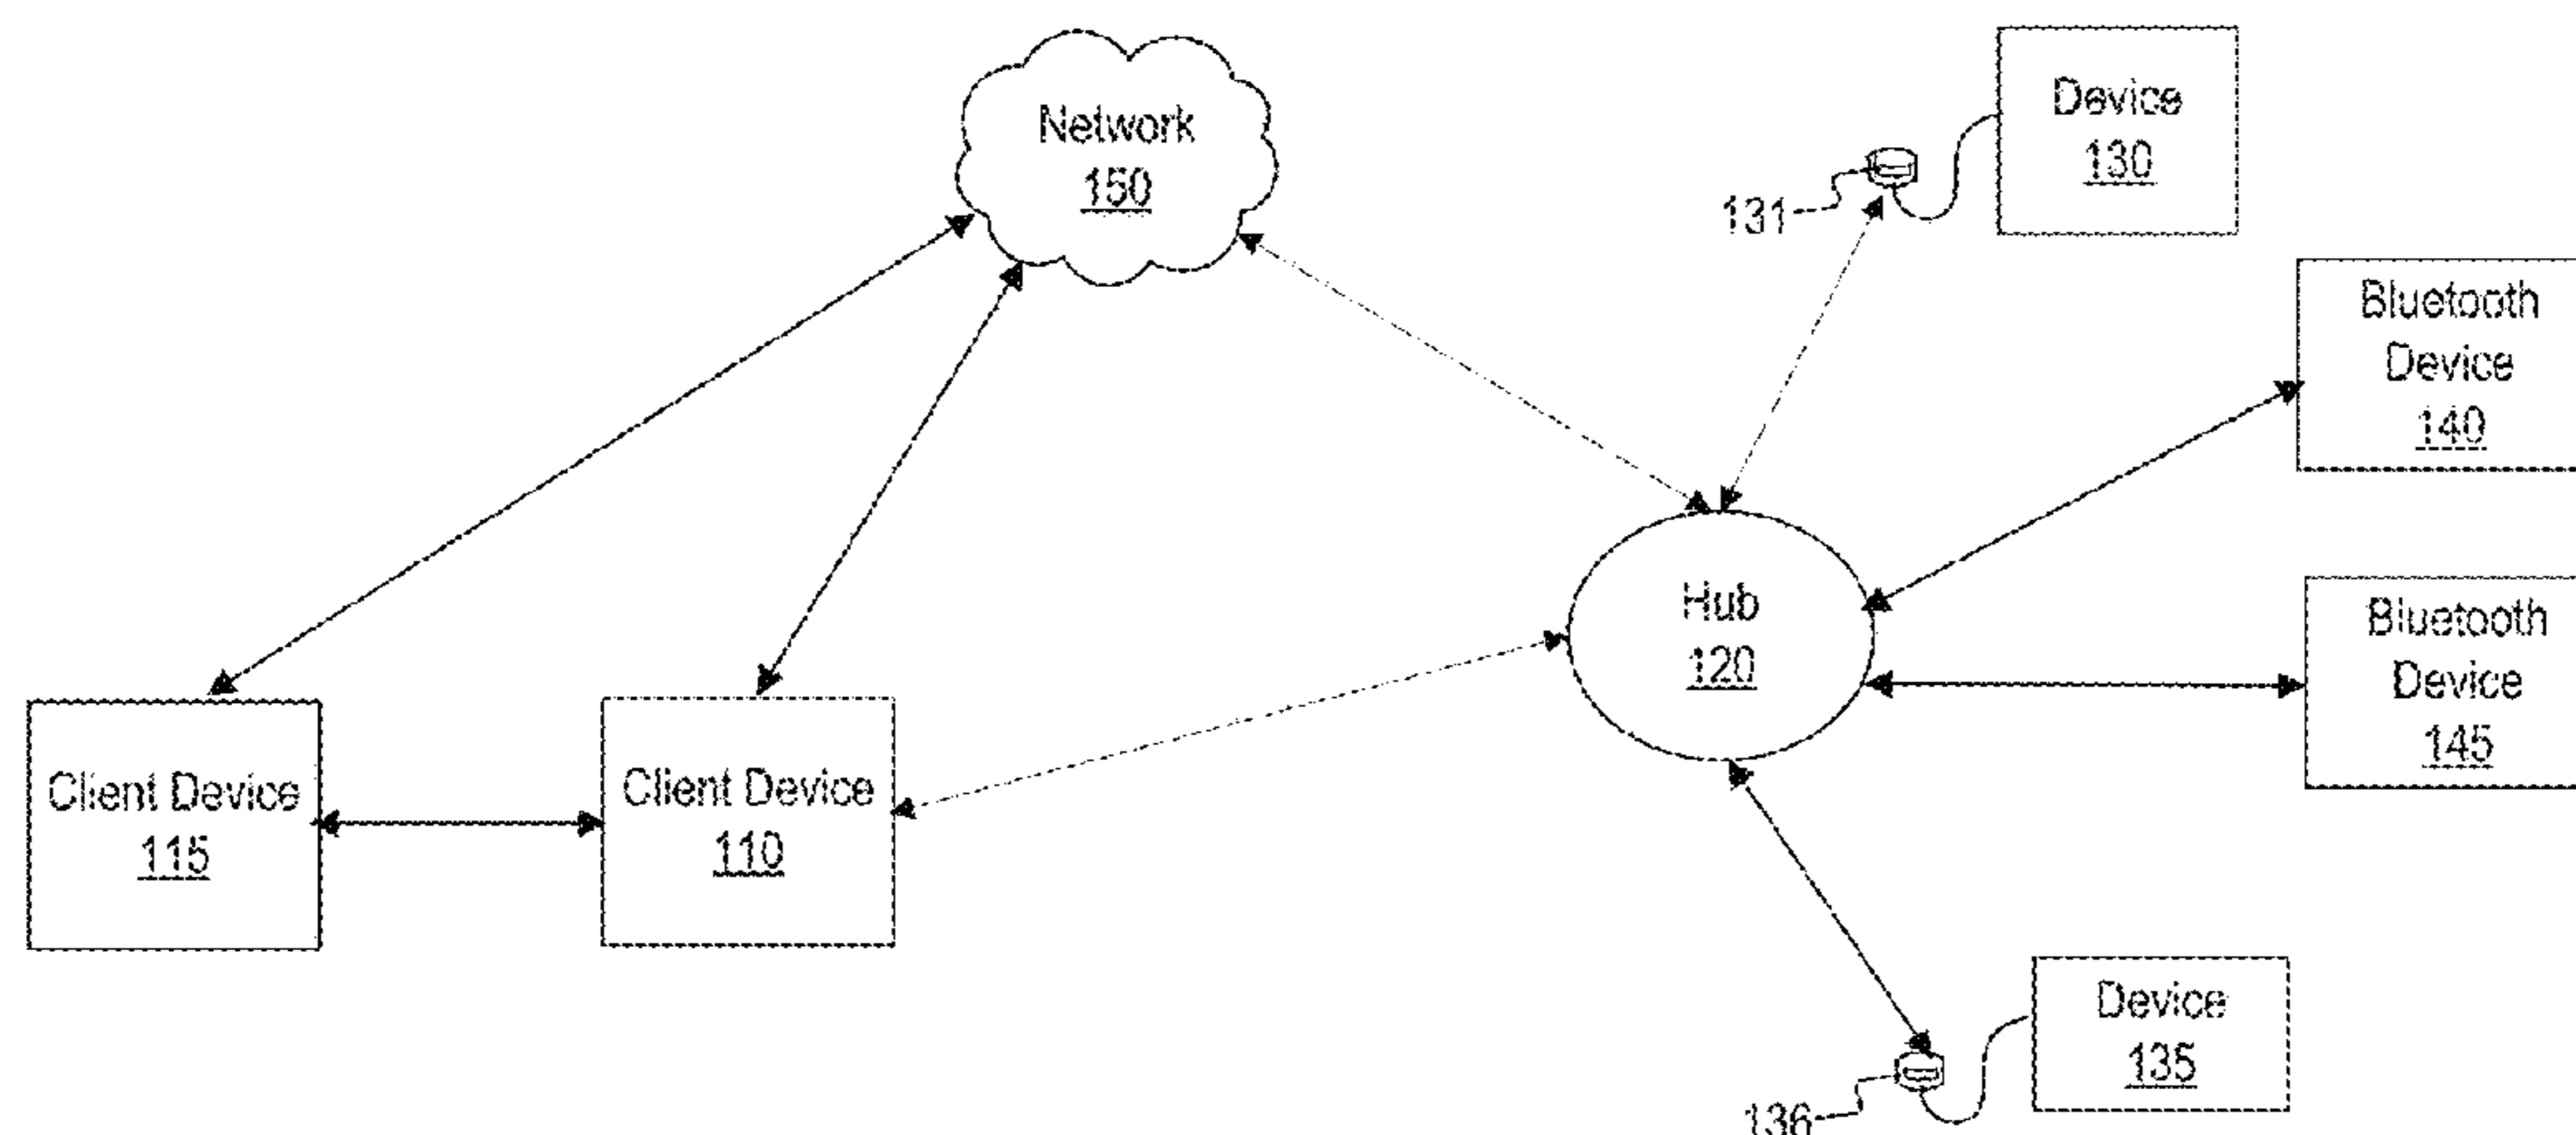 Network
150
Device
130
131
Bluetooth
Device
140
Hub
120
Bluetooth
Device
145
Client Device
115
Client Device
110
Device
135
136